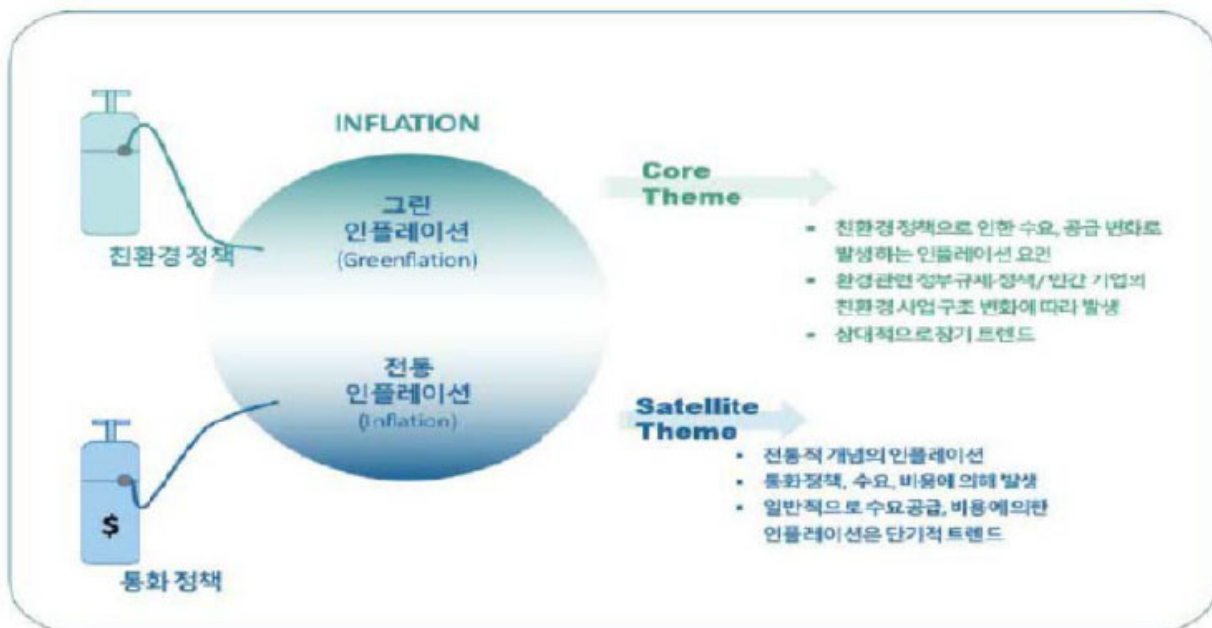 INFLATION
그린
인플레이션
(Greenflation)
친환경 정책
Core
Theme
친환경 정책으로 인한 수요, 공급 변화로
발생하는 인플레이션 요인
환경관련 정부규제·정책/민간 기업의
친환경 사업구조 변화에 따라 발생
상대적으로 장기 트렌드
전통
인플레이션
(Inflation)
$
통화 정책
Satellite
Theme
전통적 개념의 인플레이션
통화정책, 수요, 비용에 의해 발생
일반적으로 수요공급, 비용에 의한
인플레이션은 단기적 트렌드